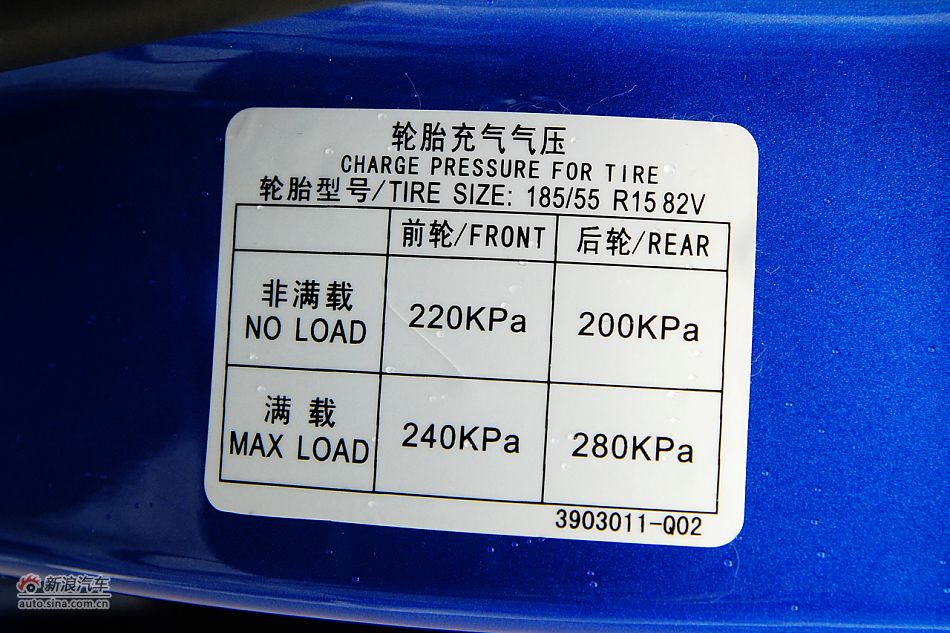 轮胎充气气压
CHARGE PRESSURE FOR TIRE
轮胎型号/TIRE SIZE: 185/55 R15 82V
前轮/FRONT 后轮/REAR
非满载
NO LOAD 220KPa 200KPa
满 载
MAX LOAD 240KPa 280KPa
3903011-Q02
新浪汽车
auto.sina.com.cn